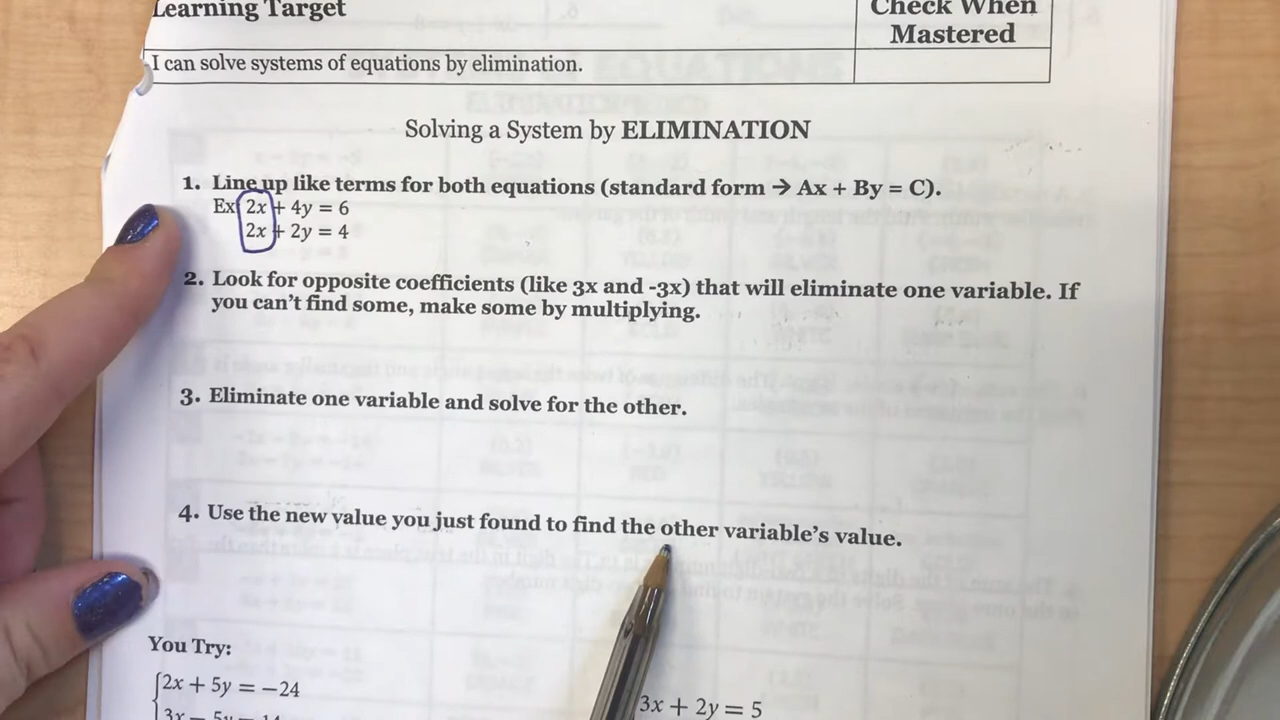 Learning Target
Check When
Mastered
I can solve systems of equations by elimination.
Solving a System by ELIMINATION
1. Line up like terms for both equations (standard form → Ax + By = C).
Ex: 2x + 4y = 6
2x + 2y = 4
2. Look for opposite coefficients (like 3x and -3x) that will eliminate one variable. If
you can't find some, make some by multiplying.
3. Eliminate one variable and solve for the other.
4. Use the new value you just found to find the other variable's value.
You Try:
2x + 5y = −24
3x + 2y = 5